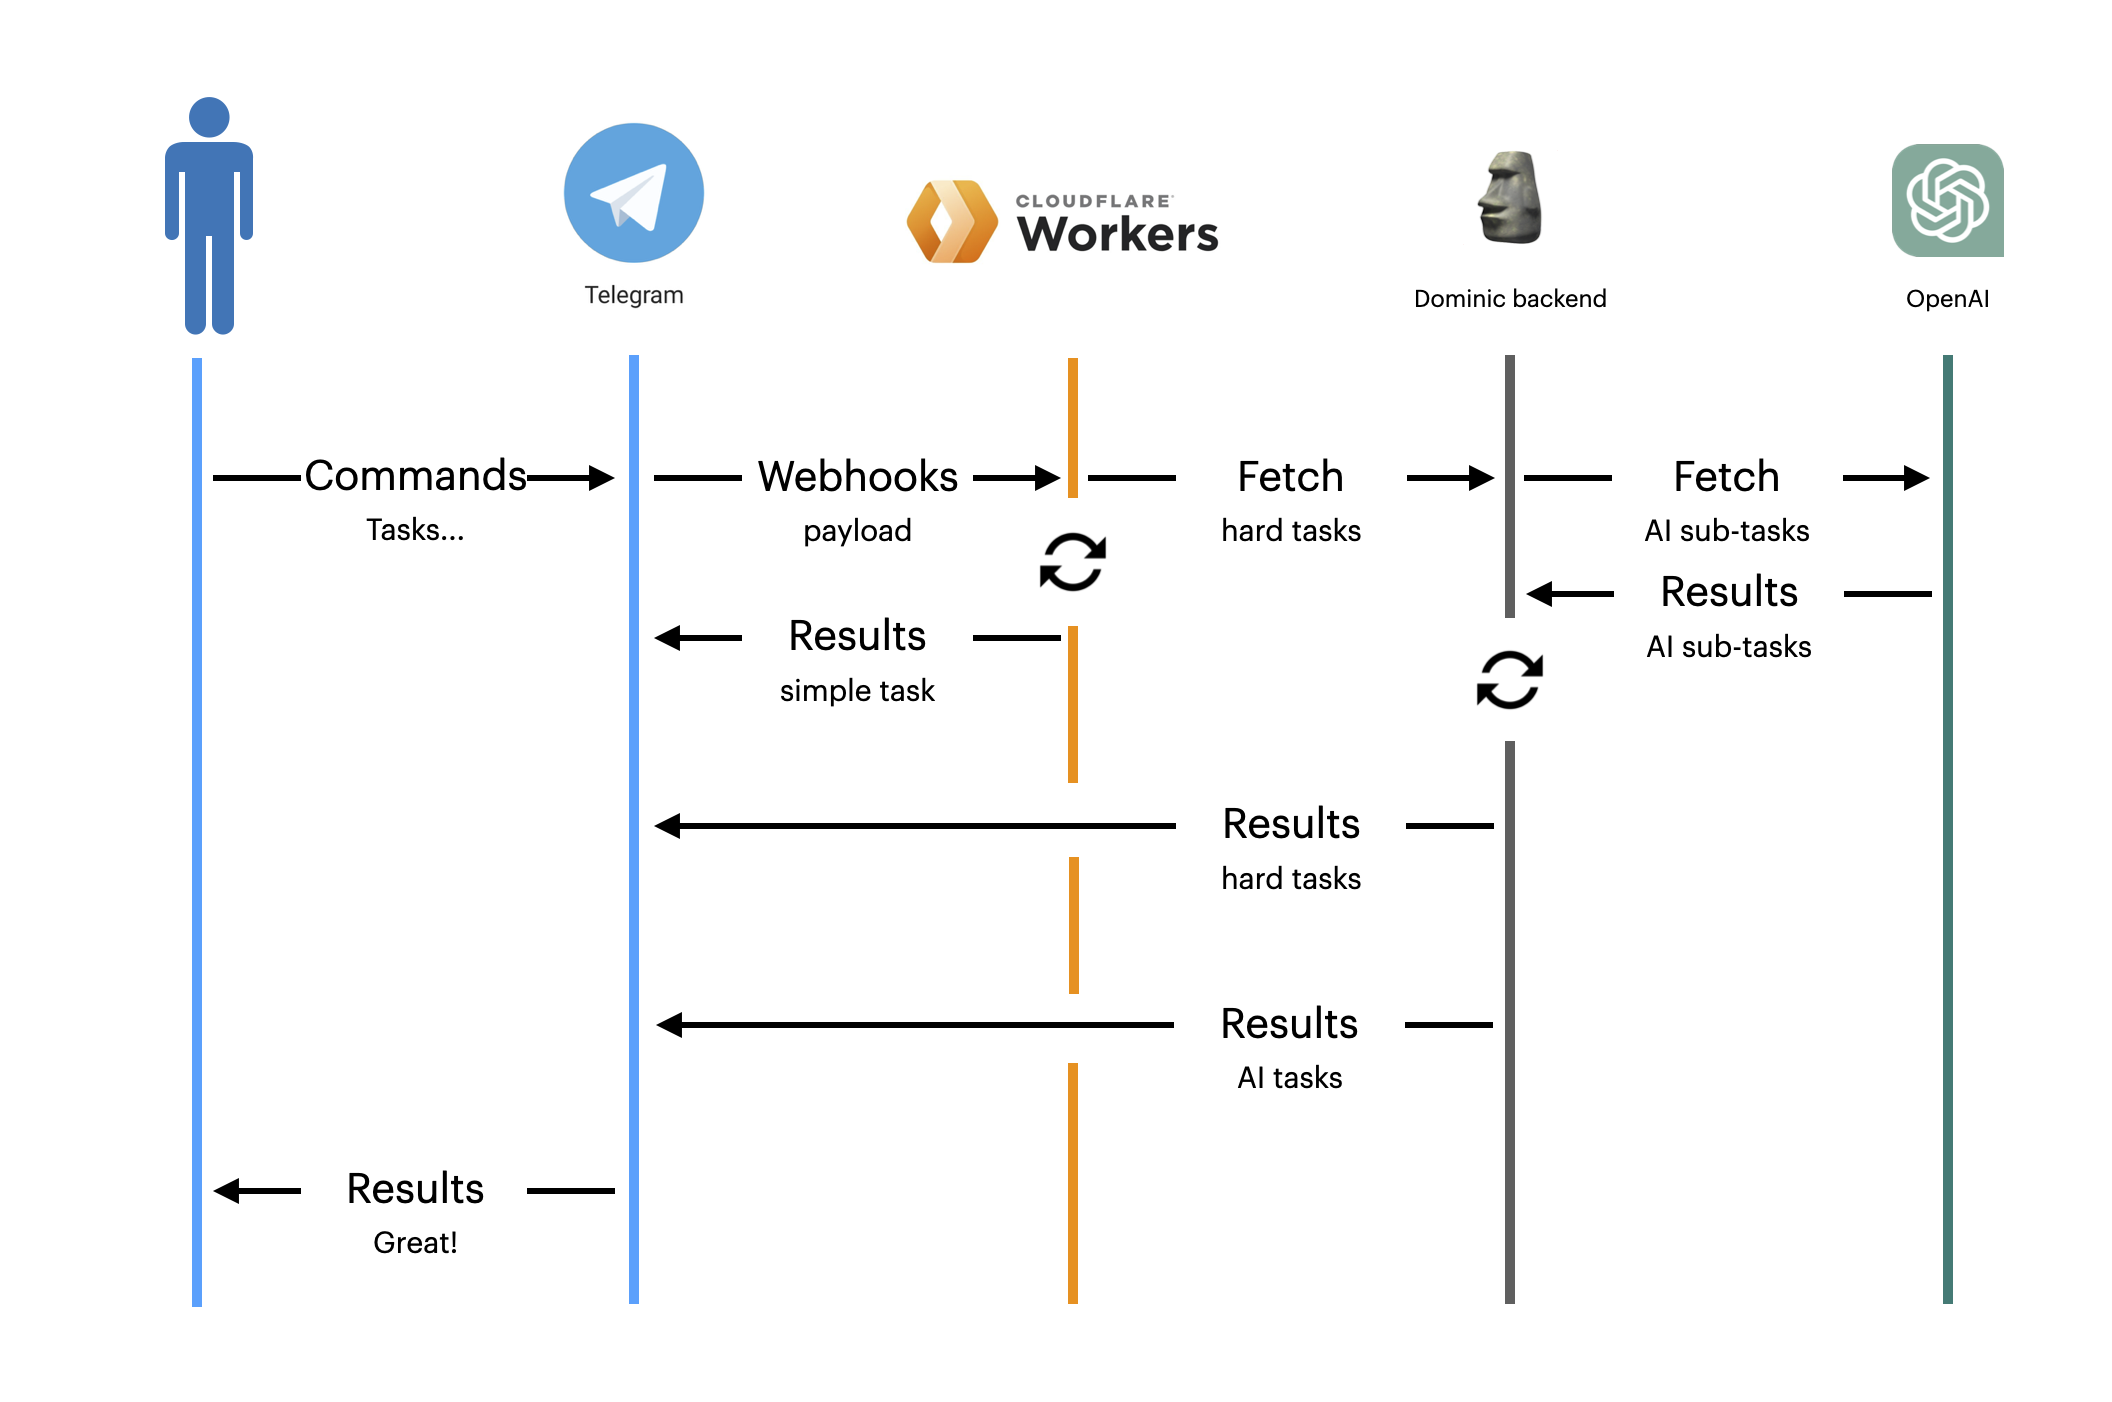 CLOUDFLARE
Workers
Telegram
Dominic backend
OpenAI
Commands
Tasks...
Webhooks
payload
Fetch
hard tasks
Fetch
AI sub-tasks
Results
AI sub-tasks
Results
simple task
Results
hard tasks
Results
AI tasks
Results
Great!